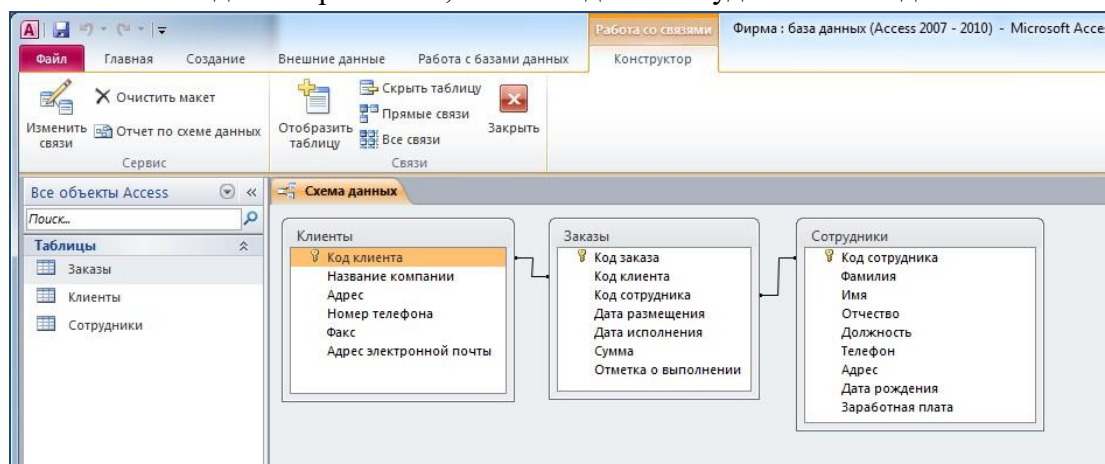 Фирма : база данных (Access 2007 - 2010) - Microsoft Acce
Работа со связями
Файл Главная Создание Внешние данные Работа с базами данных Конструктор
Изменить связи
Очистить макет
Отчет по схеме данных
Сервис
Отобразить таблицу
Скрыть таблицу
Прямые связи
Все связи
Закрыть
Связи
Все объекты Access
Поиск...
Таблицы
Заказы
Клиенты
Сотрудники
Схема данных
Клиенты
Код клиента
Название компании
Адрес
Номер телефона
Факс
Адрес электронной почты
Заказы
Код заказа
Код клиента
Код сотрудника
Дата размещения
Дата исполнения
Сумма
Отметка о выполнении
Сотрудники
Код сотрудника
Фамилия
Имя
Отчество
Должность
Телефон
Адрес
Дата рождения
Заработная плата